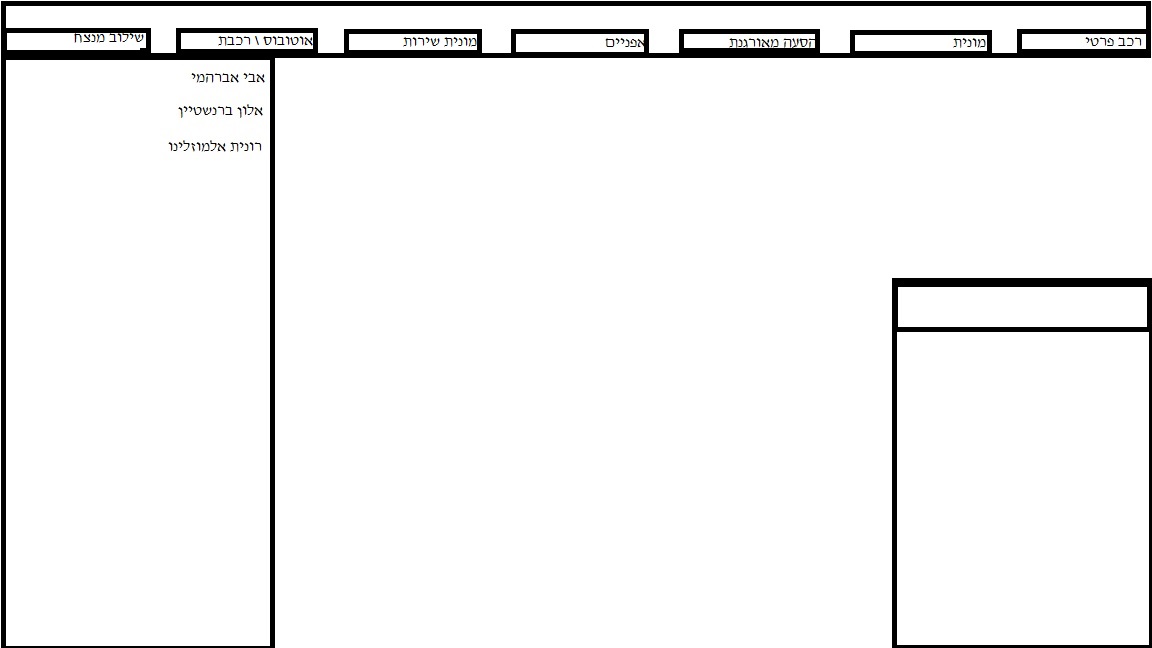 רכב פרטי
מונית
הסעה מאורגנת
אפניים
מונית שירות
אוטובוס \ רכבת
שילוב מנצח
אבי אברהמי
אלון ברנשטיין
רונית אלמוזלינו